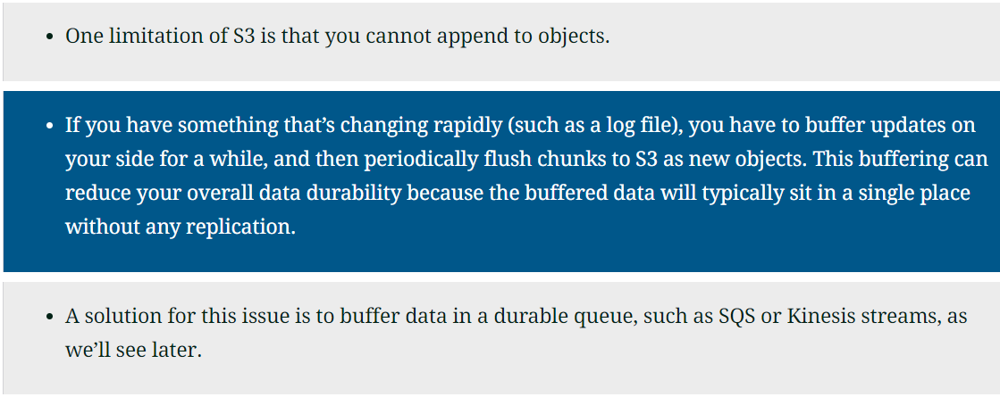 • One limitation of S3 is that you cannot append to objects.
• If you have something that’s changing rapidly (such as a log file), you have to buffer updates on
your side for a while, and then periodically flush chunks to S3 as new objects. This buffering can
reduce your overall data durability because the buffered data will typically sit in a single place
without any replication.
• A solution for this issue is to buffer data in a durable queue, such as SQS or Kinesis streams, as
we’ll see later.